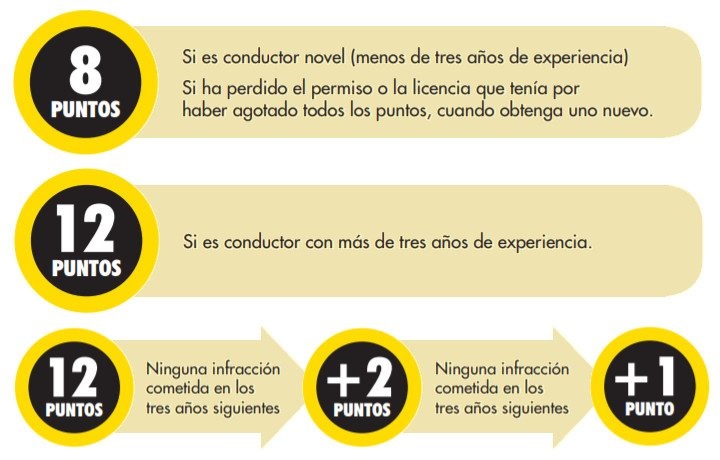 8
PUNTOS
Si es conductor novel (menos de tres años de experiencia)
Si ha perdido el permiso o la licencia que tenía por
haber agotado todos los puntos, cuando obtenga uno nuevo.
12
PUNTOS
Si es conductor con más de tres años de experiencia.
12
PUNTOS
Ninguna infracción
cometida en los
tres años siguientes
+2
PUNTOS
Ninguna infracción
cometida en los
tres años siguientes
+1
PUNTO